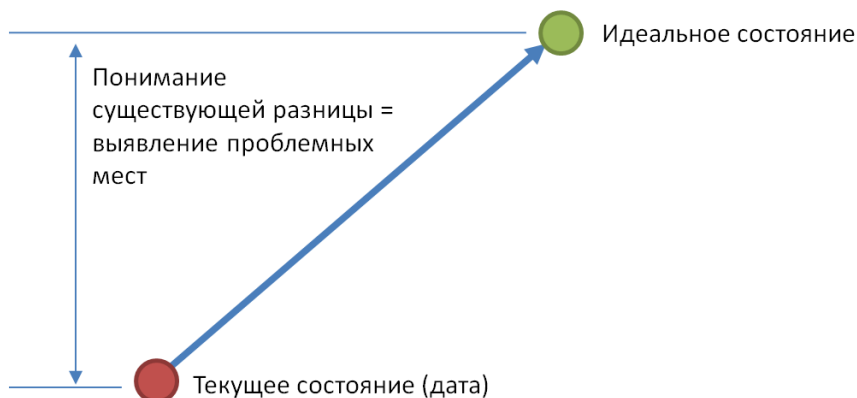 Идеальное состояние
Понимание
существующей разницы =
выявление проблемных
мест
Текущее состояние (дата)